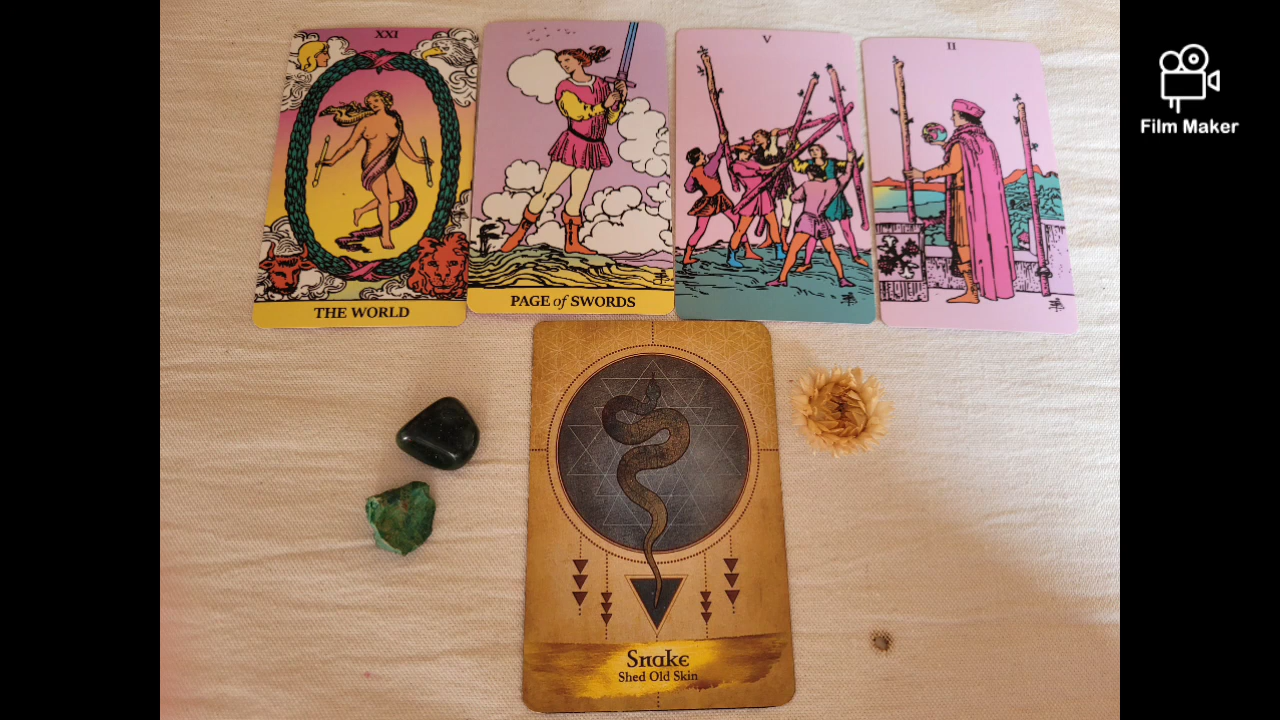 XXI
V
II
Film Maker
THE WORLD
PAGE of SWORDS
Snake
Shed Old Skin